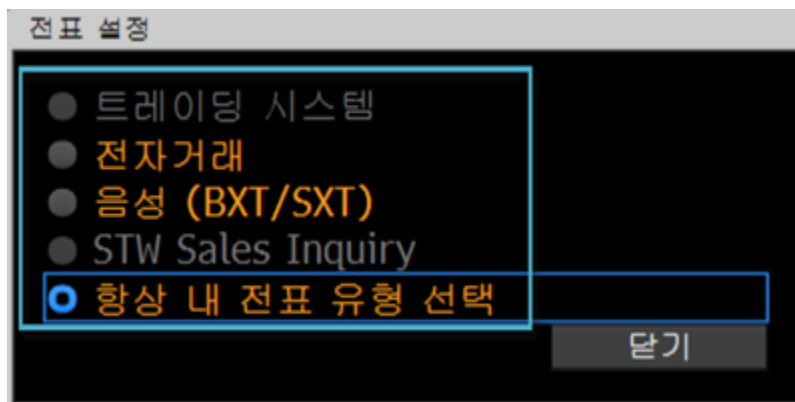 전표 설정
트레이딩 시스템
전자거래
음성 (BXT/SXT)
STW Sales Inquiry
항상 내 전표 유형 선택
닫기